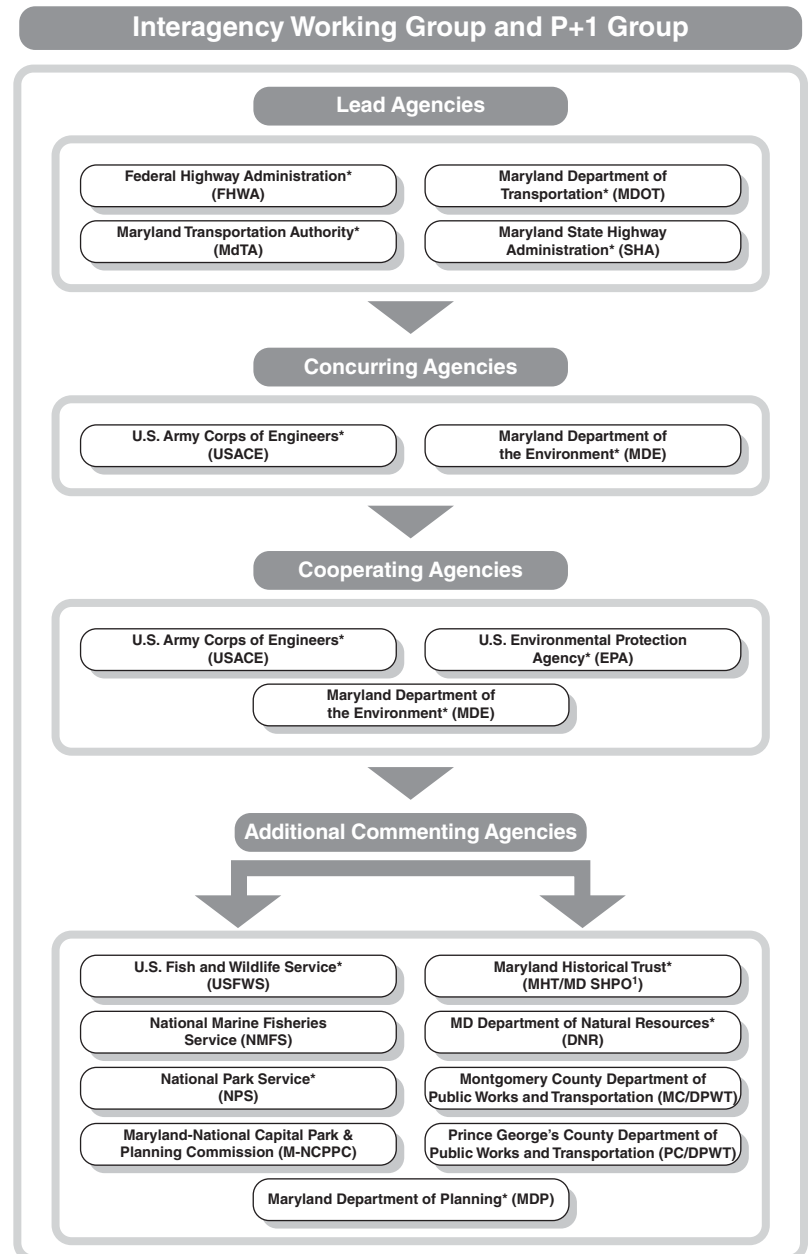 Interagency Working Group and P+1 Group
Lead Agencies
Federal Highway Administration*
(FHWA)
Maryland Department of
Transportation* (MDOT)
Maryland Transportation Authority*
(MdTA)
Maryland State Highway
Administration* (SHA)
Concurring Agencies
U.S. Army Corps of Engineers*
(USACE)
Maryland Department of
the Environment* (MDE)
Cooperating Agencies
U.S. Army Corps of Engineers*
(USACE)
U.S. Environmental Protection
Agency* (EPA)
Maryland Department of
the Environment* (MDE)
Additional Commenting Agencies
U.S. Fish and Wildlife Service*
(USFWS)
Maryland Historical Trust*
(MHT/MD SHPO¹)
National Marine Fisheries
Service (NMFS)
MD Department of Natural Resources*
(DNR)
National Park Service*
(NPS)
Montgomery County Department of
Public Works and Transportation (MC/DPWT)
Maryland-National Capital Park &
Planning Commission (M-NCPPC)
Prince George's County Department of
Public Works and Transportation (PC/DPWT)
Maryland Department of Planning* (MDP)